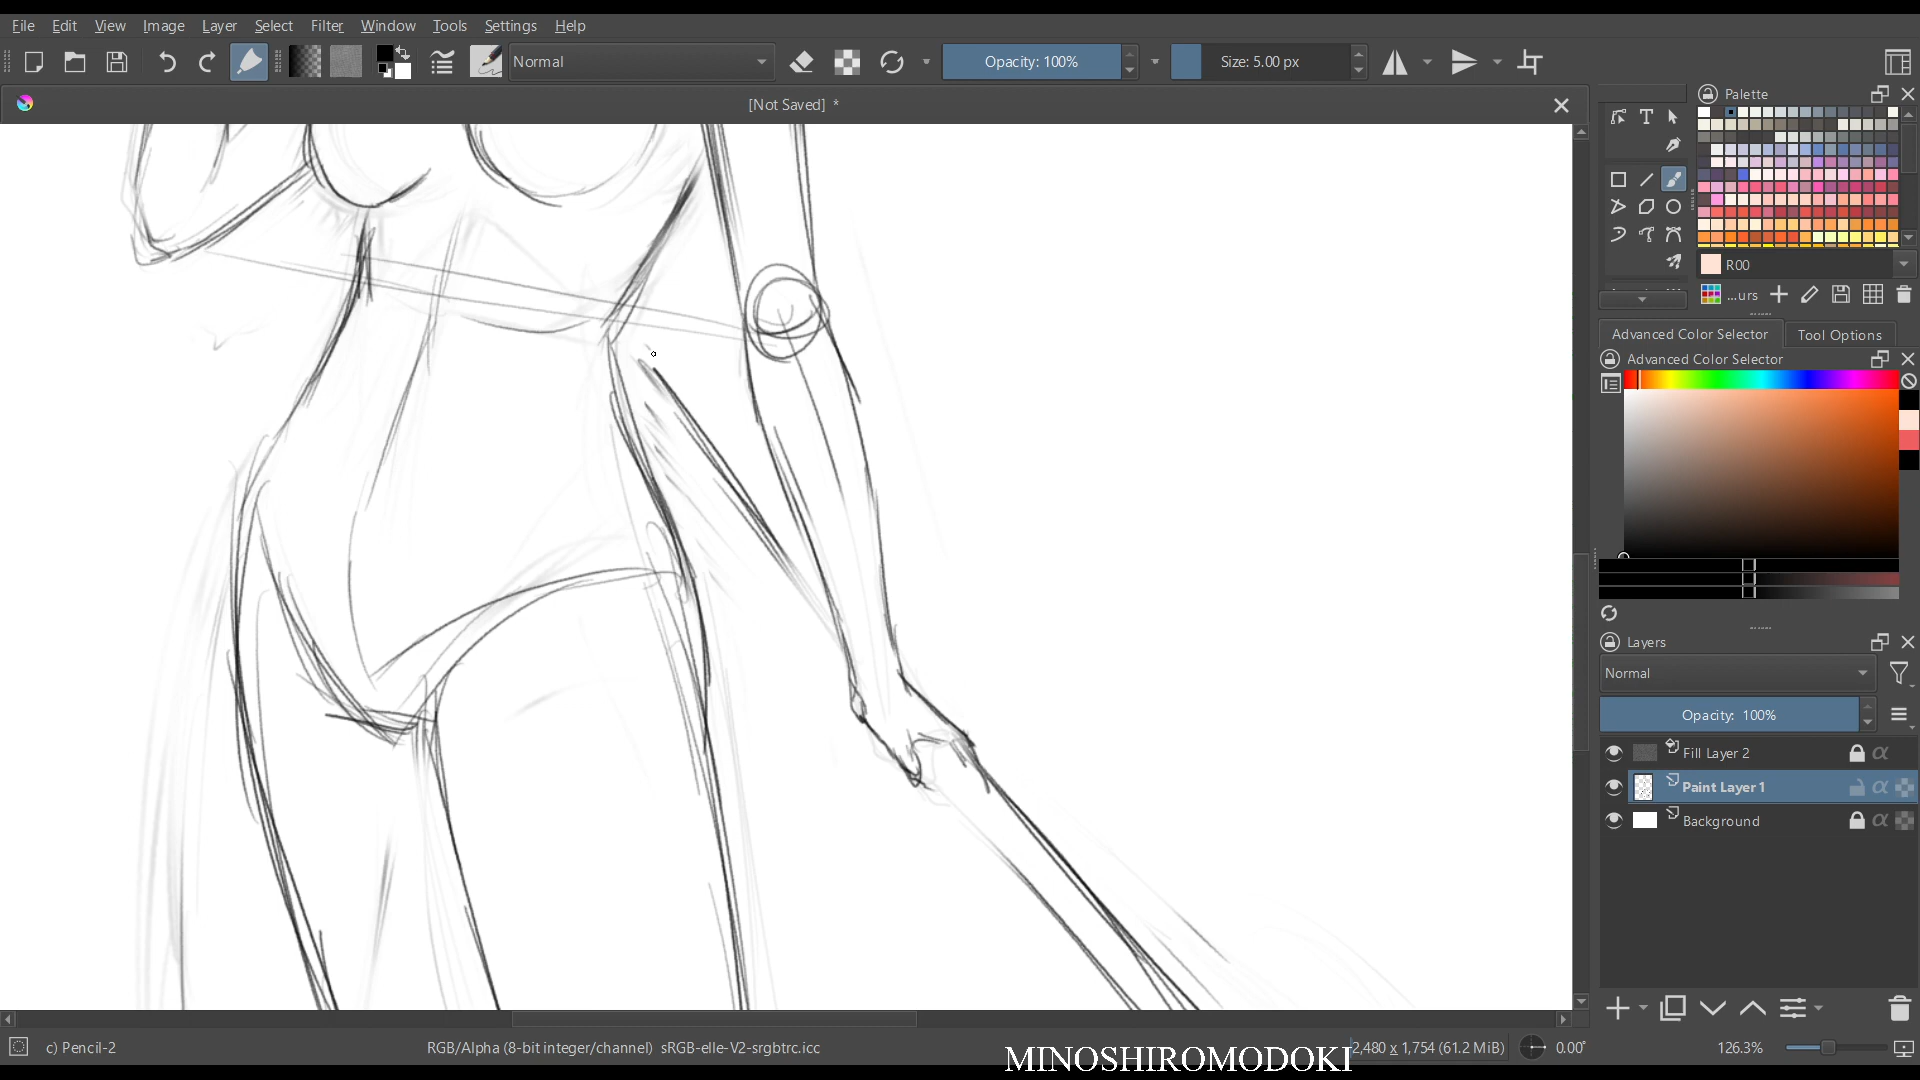 File Edit View Image Layer Select Filter Window Tools Settings Help
Normal Opacity: 100% Size: 5.00 px
[Not Saved] *
Palette
R00
...urs
Advanced Color Selector Tool Options
Advanced Color Selector
Layers
Normal
Opacity: 100%
Fill Layer 2
Paint Layer 1
Background
c) Pencil-2 RGB/Alpha (8-bit integer/channel) sRGB-elle-V2-srgbtrc.icc 2,480 x 1,754 (61.2 MiB) 0.00° 126.3%
MINOSHIROMODOKI